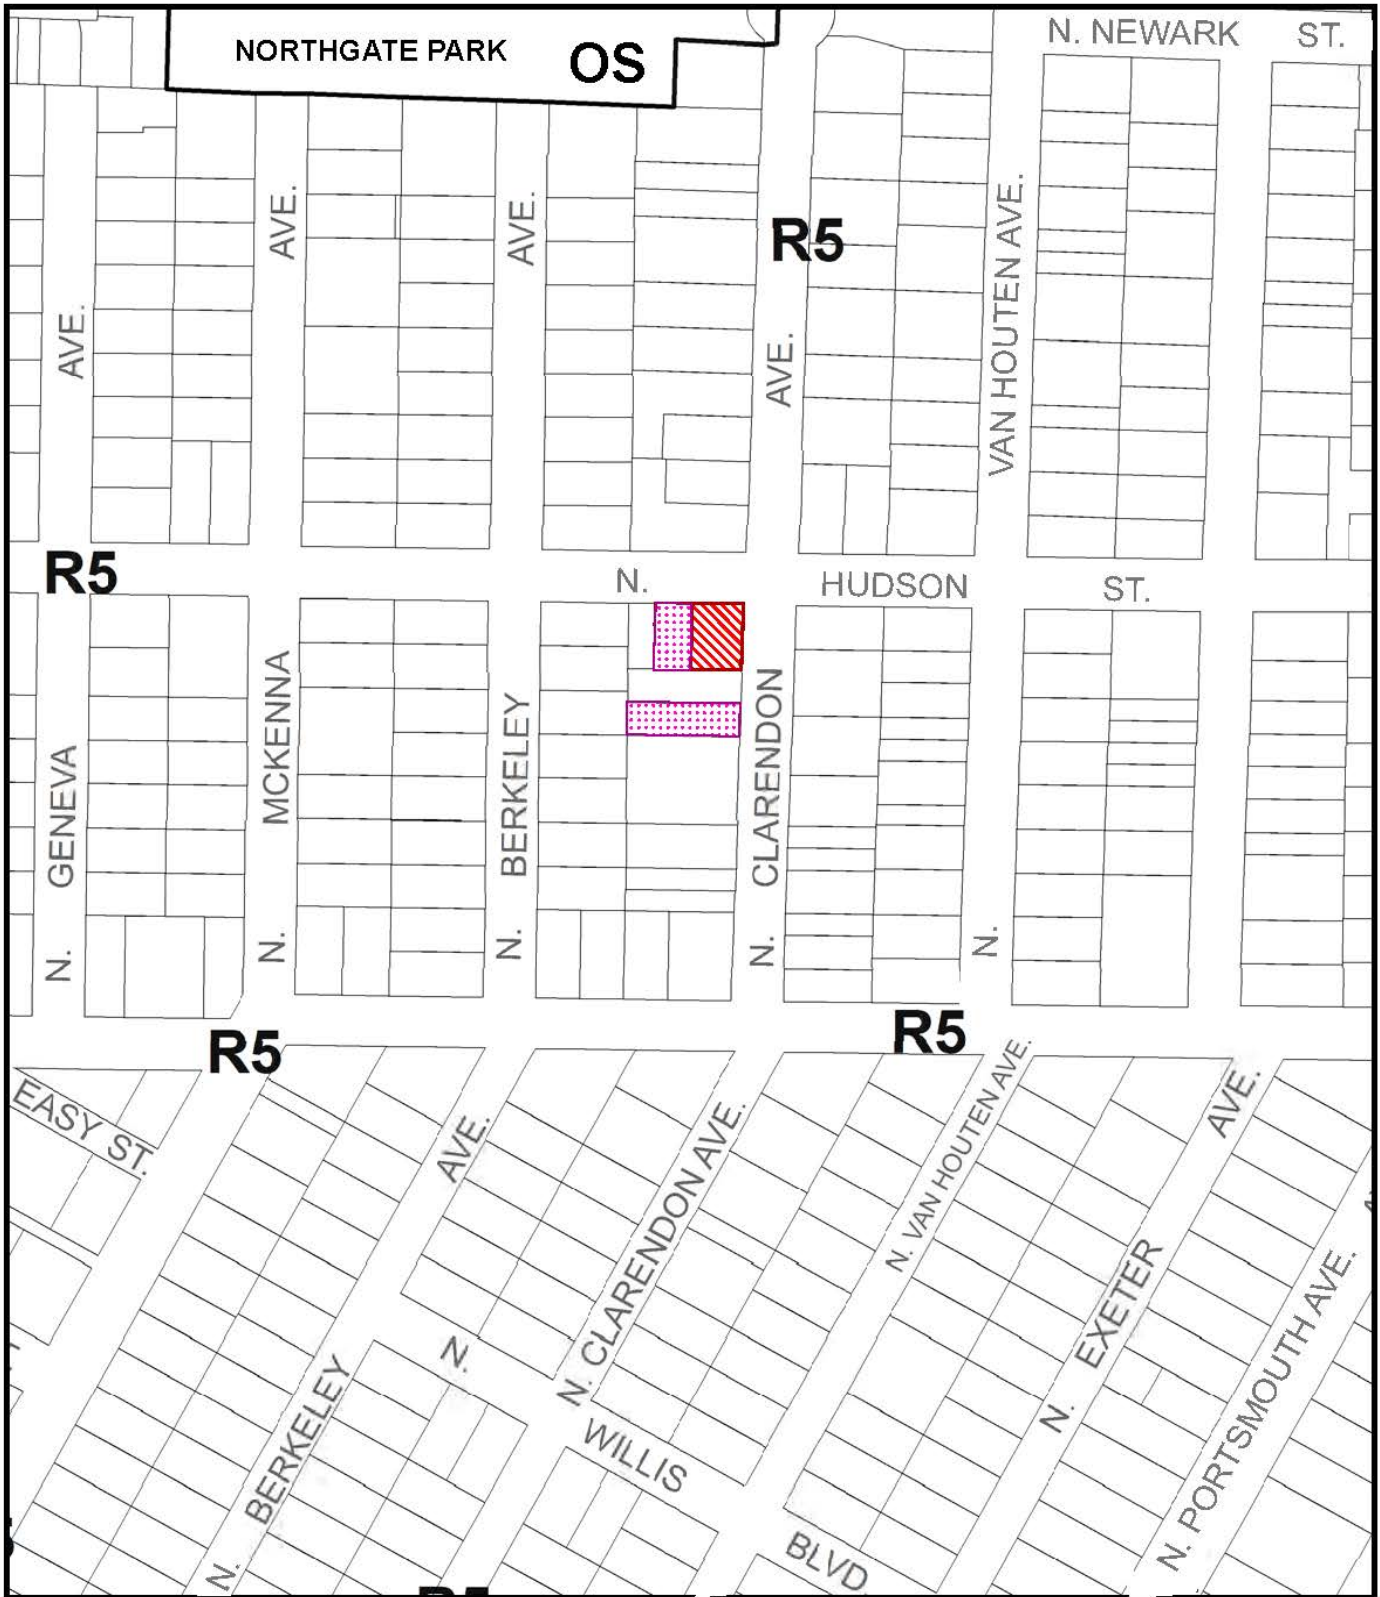 N. NEWARK ST.
NORTHGATE PARK OS
AVE.
AVE.
R5
VAN HOUTEN AVE.
AVE.
AVE.
R5
N. HUDSON ST.
MCKENNA
BERKELEY
CLARENDON
GENEVA
N.
N.
N.
N.
N.
R5
R5
EASY ST.
AVE.
N. CLARENDON AVE.
N. VAN HOUTEN AVE.
AVE.
N. EXETER
N. PORTSMOUTH AVE.
N. BERKELEY
N. WILLIS BLVD
R5